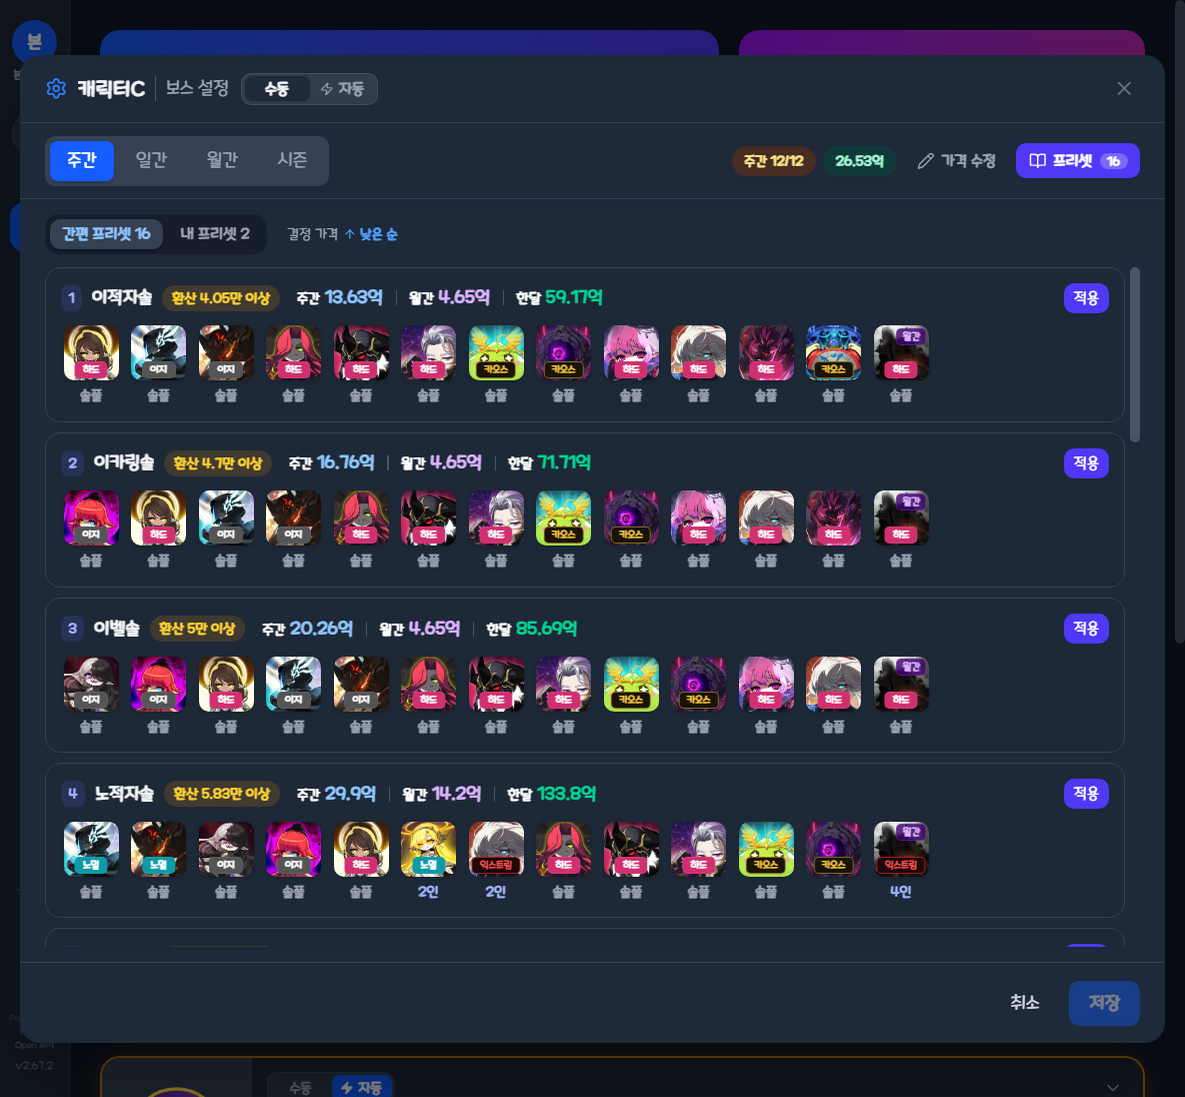 본
캐릭터C 보스 설정 수동 자동
주간 일간 월간 시즌 주간 12/12 26.53억 가격 수정 프리셋 16
간편 프리셋 16 내 프리셋 2 결정 가격 ↑ 낮은 순
1 이적자솔 환산 4.05만 이상 주간 13.63억 월간 4.65억 한달 59.17억 적용
월간
하드 이지 이지 하드 하드 하드 카오스 카오스 하드 하드 하드 카오스 하드
솔플 솔플 솔플 솔플 솔플 솔플 솔플 솔플 솔플 솔플 솔플 솔플 솔플
2 이카링솔 환산 4.7만 이상 주간 16.76억 월간 4.65억 한달 71.71억 적용
월간
이지 하드 이지 이지 하드 하드 하드 카오스 카오스 하드 하드 하드 하드
솔플 솔플 솔플 솔플 솔플 솔플 솔플 솔플 솔플 솔플 솔플 솔플 솔플
3 이벨솔 환산 5만 이상 주간 20.26억 월간 4.65억 한달 85.69억 적용
월간
이지 이지 하드 이지 이지 하드 하드 하드 카오스 카오스 하드 하드 하드
솔플 솔플 솔플 솔플 솔플 솔플 솔플 솔플 솔플 솔플 솔플 솔플 솔플
4 노적자솔 환산 5.83만 이상 주간 29.9억 월간 14.2억 한달 133.8억 적용
월간
노멀 노멀 이지 이지 하드 노멀 익스트림 하드 하드 하드 카오스 카오스 익스트림
솔플 솔플 솔플 솔플 솔플 2인 2인 솔플 솔플 솔플 솔플 솔플 4인
취소 저장
Open API
v2.67.2
수동 자동